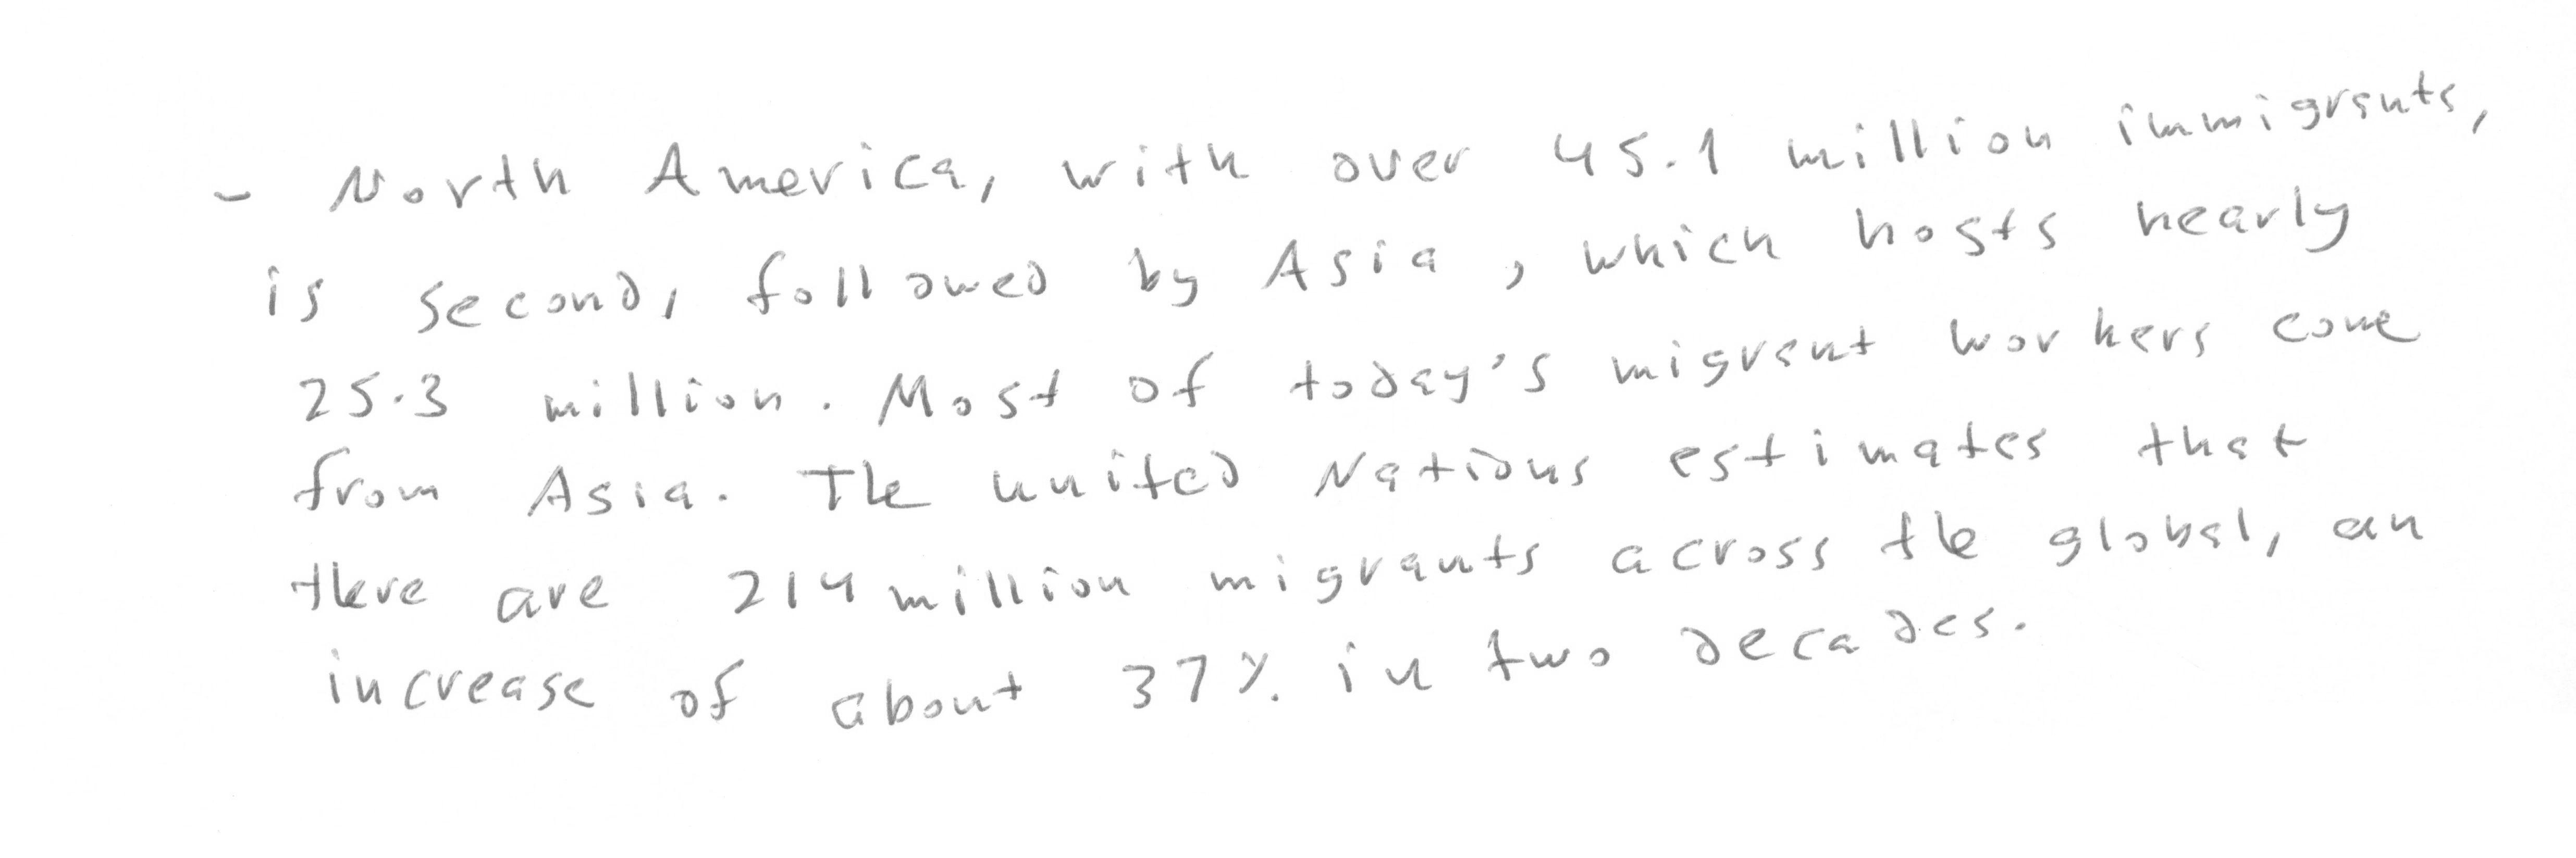 - North America, with over 45.1 million immigrants,
is second, followed by Asia, which hosts nearly
25.3 million. Most of today's migrant workers come
from Asia. The united Nations estimates that
there are 214 million migrants across the global, an
increase of about 37% in two decades.